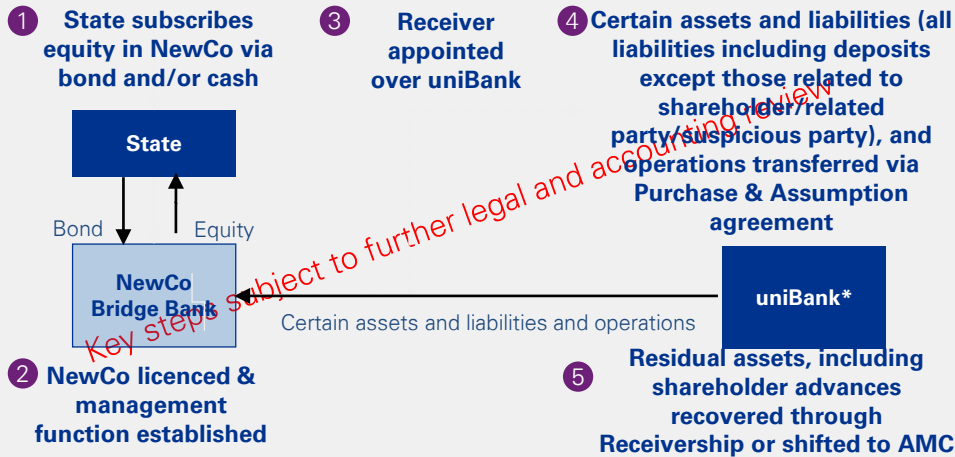 1
State subscribes
equity in NewCo via
bond and/or cash
3
Receiver
appointed
over uniBank
4
Certain assets and liabilities (all
liabilities including deposits
except those related to
shareholder/related
party/suspicious party), and
operations transferred via
Purchase & Assumption
agreement
State
Bond
Equity
NewCo
Bridge Bank
Certain assets and liabilities and operations
uniBank*
Key steps subject to further legal and accounting review
2
NewCo licenced &
management
function established
5
Residual assets, including
shareholder advances
recovered through
Receivership or shifted to AMC